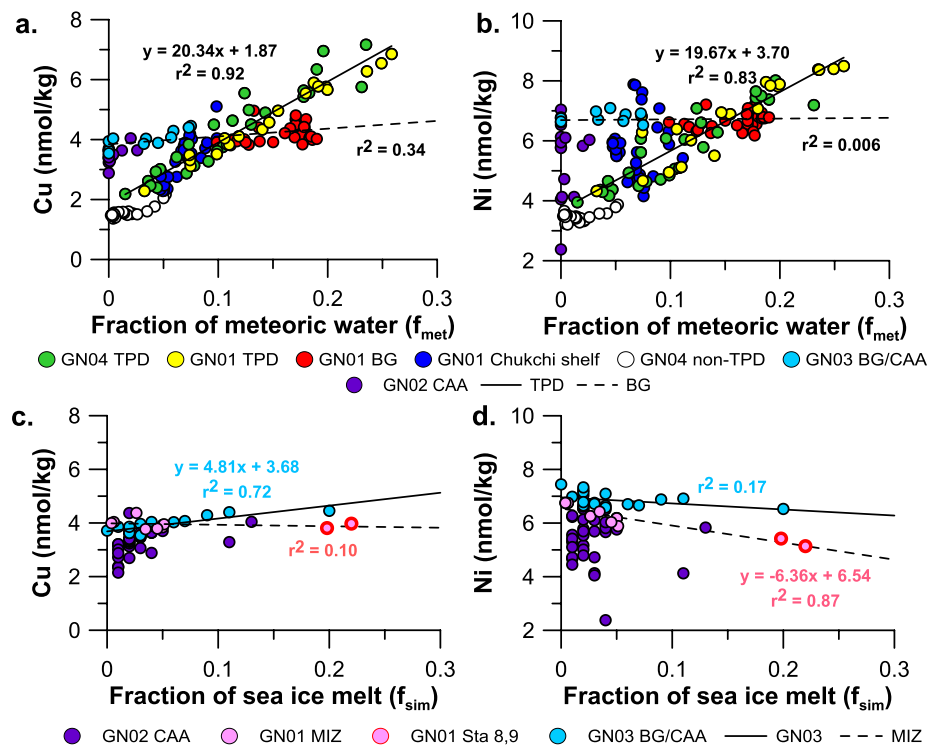 a.
8
6
4
2
0
Cu (nmol/kg)
y = 20.34x + 1.87
r2 = 0.92
r2 = 0.34
0 0.1 0.2 0.3
Fraction of meteoric water (fmet)
b.
10
8
6
4
2
Ni (nmol/kg)
y = 19.67x + 3.70
r2 = 0.83
r2 = 0.006
0 0.1 0.2 0.3
Fraction of meteoric water (fmet)
GN04 TPD GN01 TPD GN01 BG GN01 Chukchi shelf GN04 non-TPD GN03 BG/CAA
GN02 CAA TPD BG
c.
8
6
4
2
0
Cu (nmol/kg)
y = 4.81x + 3.68
r2 = 0.72
r2 = 0.10
0 0.1 0.2 0.3
Fraction of sea ice melt (fsim)
d.
10
8
6
4
2
Ni (nmol/kg)
r2 = 0.17
y = -6.36x + 6.54
r2 = 0.87
0 0.1 0.2 0.3
Fraction of sea ice melt (fsim)
GN02 CAA GN01 MIZ GN01 Sta 8,9 GN03 BG/CAA GN03 MIZ